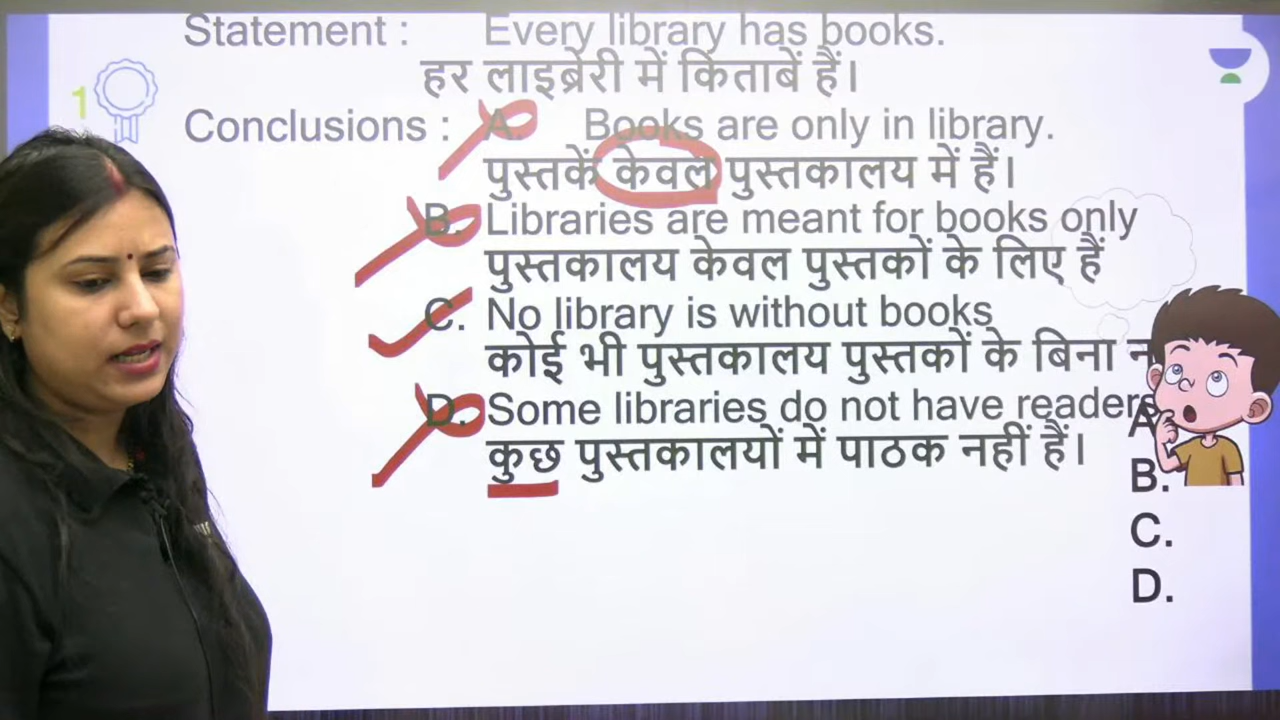 Statement : Every library has books.
हर लाइब्रेरी में किताबें हैं।
1
Conclusions : A. Books are only in library.
पुस्तकें केवल पुस्तकालय में हैं।
B. Libraries are meant for books only
पुस्तकालय केवल पुस्तकों के लिए हैं
C. No library is without books
कोई भी पुस्तकालय पुस्तकों के बिना
D. Some libraries do not have readers
कुछ पुस्तकालयों में पाठक नहीं हैं।
A
B.
C.
D.